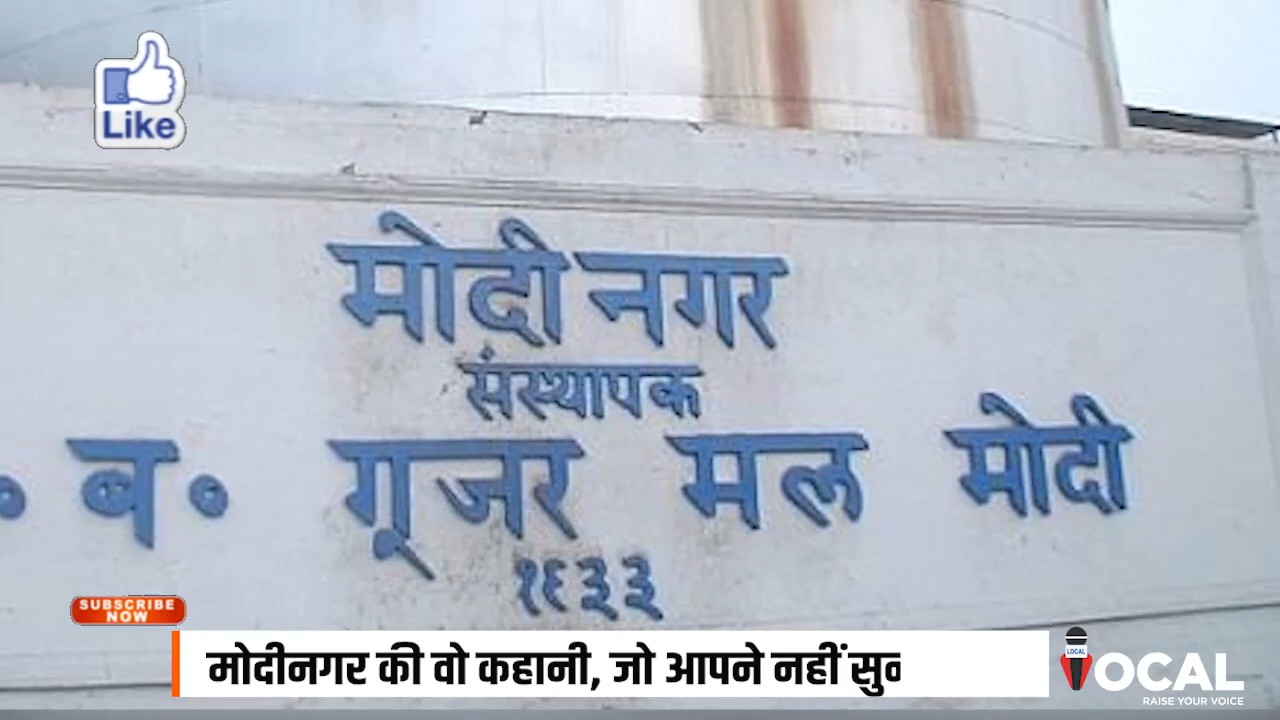 Like
मोदीनगर
संस्थापक
॰ ब॰ गूजर मल मोदी
१९३३
SUBSCRIBE
NOW
मोदीनगर की वो कहानी, जो आपने नहीं
LOCAL
VOCAL
RAISE YOUR VOICE